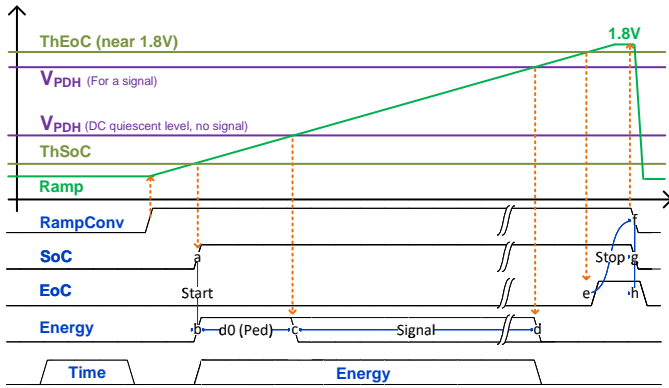 ThEoC (near 1.8V)
1.8V
VPDH (For a signal)
VPDH (DC quiescent level, no signal)
ThSoC
Ramp
RampConv
f
SoC
a
Stop
g
EoC
Start
e
h
Energy
b
d0 (Ped)
c
Signal
d
Time
Energy